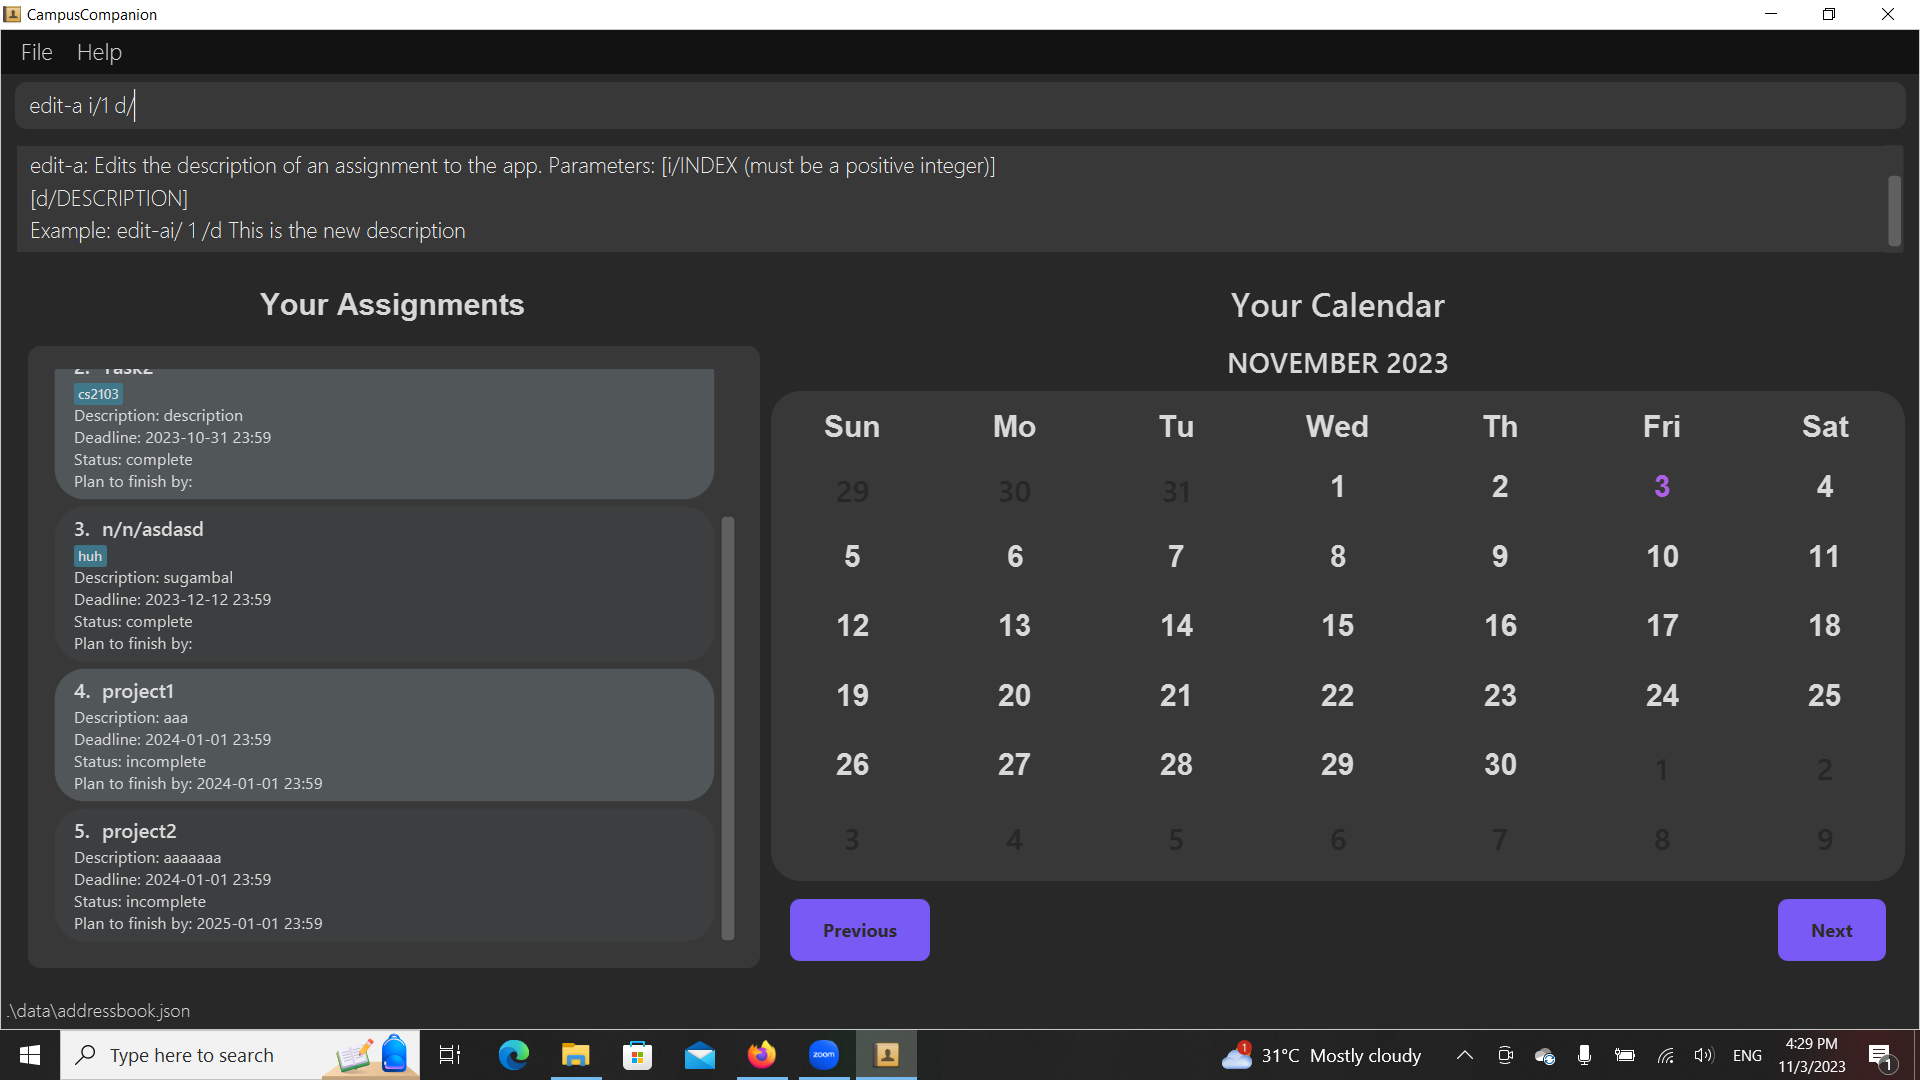 CampusCompanion
File Help
edit-a i/1 d/
edit-a: Edits the description of an assignment to the app. Parameters: [i/INDEX (must be a positive integer)]
[d/DESCRIPTION]
Example: edit-ai/ 1 /d This is the new description
Your Assignments
2. Task2
cs2103
Description: description
Deadline: 2023-10-31 23:59
Status: complete
Plan to finish by:
3. n/n/asdasd
huh
Description: sugambal
Deadline: 2023-12-12 23:59
Status: complete
Plan to finish by:
4. project1
Description: aaa
Deadline: 2024-01-01 23:59
Status: incomplete
Plan to finish by: 2024-01-01 23:59
5. project2
Description: aaaaaaa
Deadline: 2024-01-01 23:59
Status: incomplete
Plan to finish by: 2025-01-01 23:59
Your Calendar
NOVEMBER 2023
Sun Mo Tu Wed Th Fri Sat
29 30 31 1 2 3 4
5 6 7 8 9 10 11
12 13 14 15 16 17 18
19 20 21 22 23 24 25
26 27 28 29 30 1 2
3 4 5 6 7 8 9
Previous Next
.\data\addressbook.json
Type here to search
zoom
1
31°C Mostly cloudy
ENG
4:29 PM
11/3/2023
1